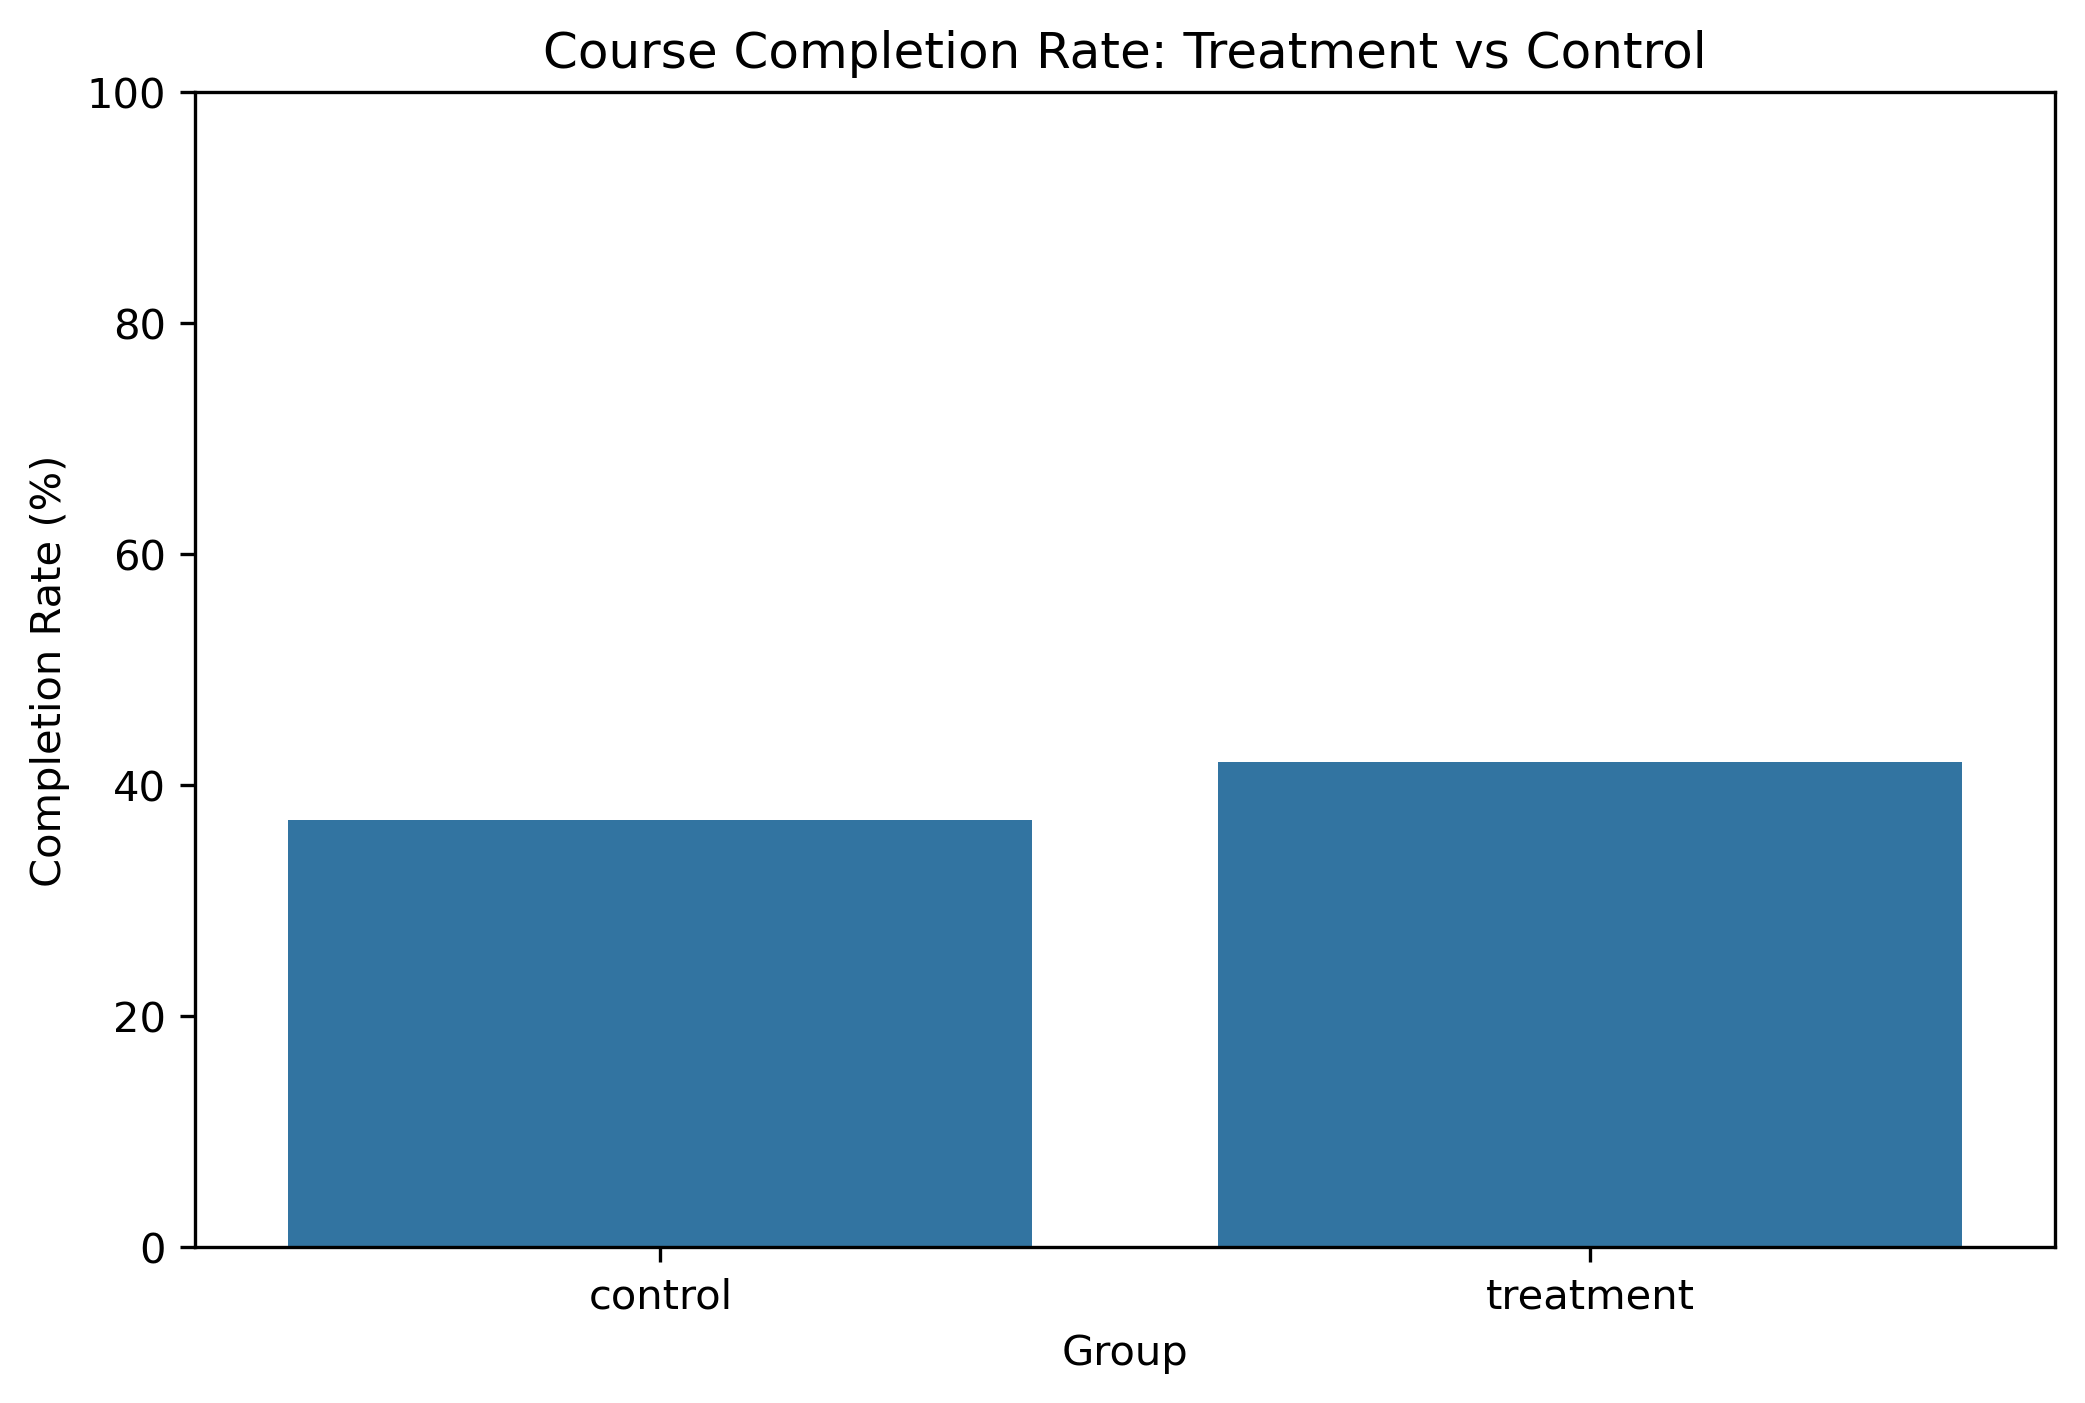 Course Completion Rate: Treatment vs Control
100
80
60
40
20
0
Completion Rate (%)
control
treatment
Group